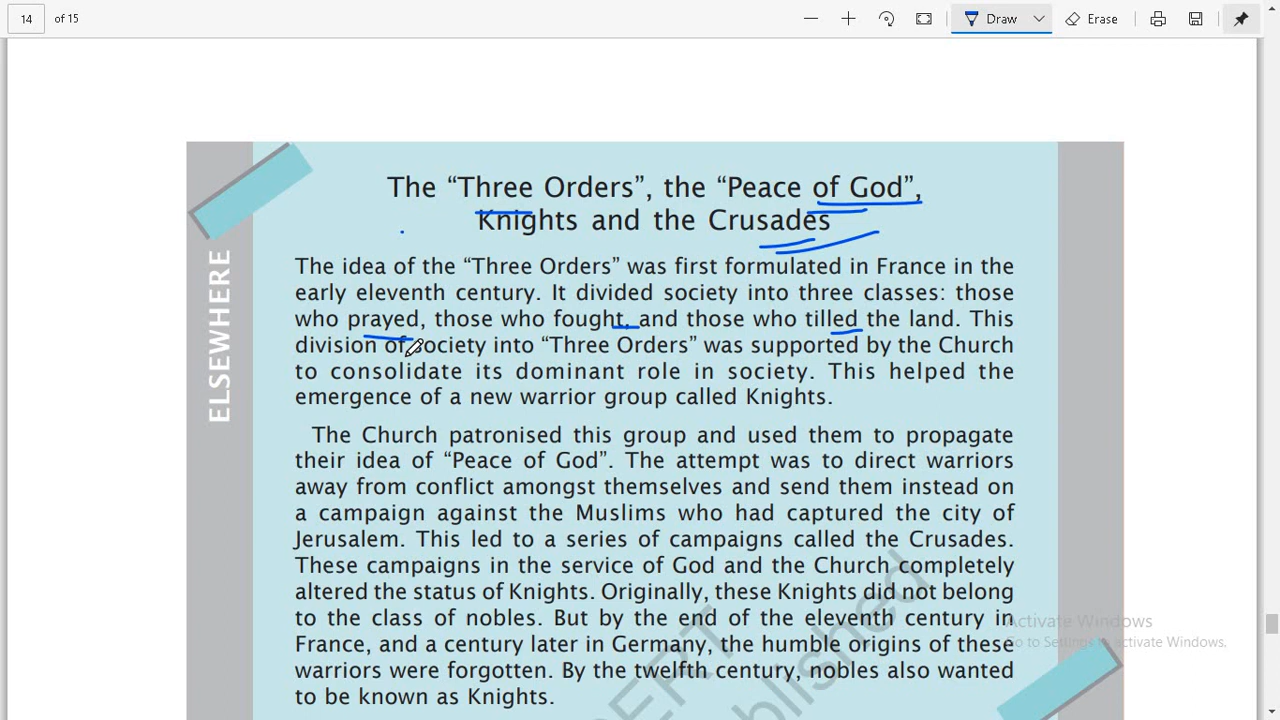 14 of 15
Draw
Erase
The “Three Orders”, the “Peace of God”,
Knights and the Crusades
ELSEWHERE
The idea of the “Three Orders” was first formulated in France in the
early eleventh century. It divided society into three classes: those
who prayed, those who fought, and those who tilled the land. This
division of society into “Three Orders” was supported by the Church
to consolidate its dominant role in society. This helped the
emergence of a new warrior group called Knights.
The Church patronised this group and used them to propagate
their idea of “Peace of God”. The attempt was to direct warriors
away from conflict amongst themselves and send them instead on
a campaign against the Muslims who had captured the city of
Jerusalem. This led to a series of campaigns called the Crusades.
These campaigns in the service of God and the Church completely
altered the status of Knights. Originally, these Knights did not belong
to the class of nobles. But by the end of the eleventh century in
France, and a century later in Germany, the humble origins of these
warriors were forgotten. By the twelfth century, nobles also wanted
to be known as Knights.
Activate Windows
Go to Settings to activate Windows.